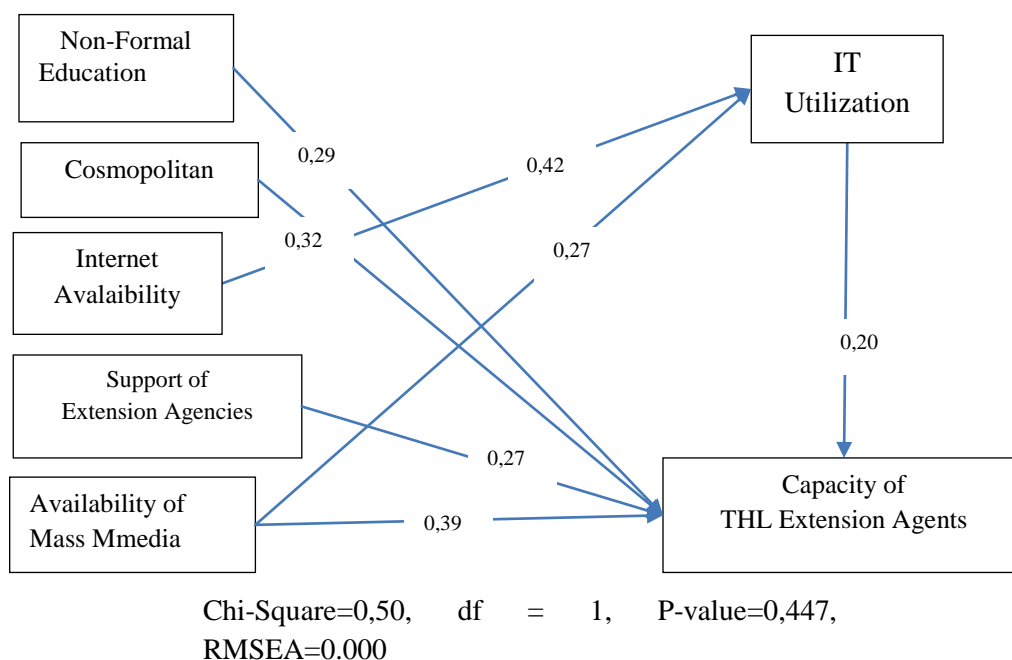 Non-Formal
Education
IT
Utilization
0,29
Cosmopolitan
0,42
0,32
0,27
Internet
Avalaibility
0,20
Support of
Extension Agencies
0,27
Availability of
Mass Mmedia
0,39
Capacity of
THL Extension Agents
Chi-Square=0,50, df = 1, P-value=0,447,
RMSEA=0.000